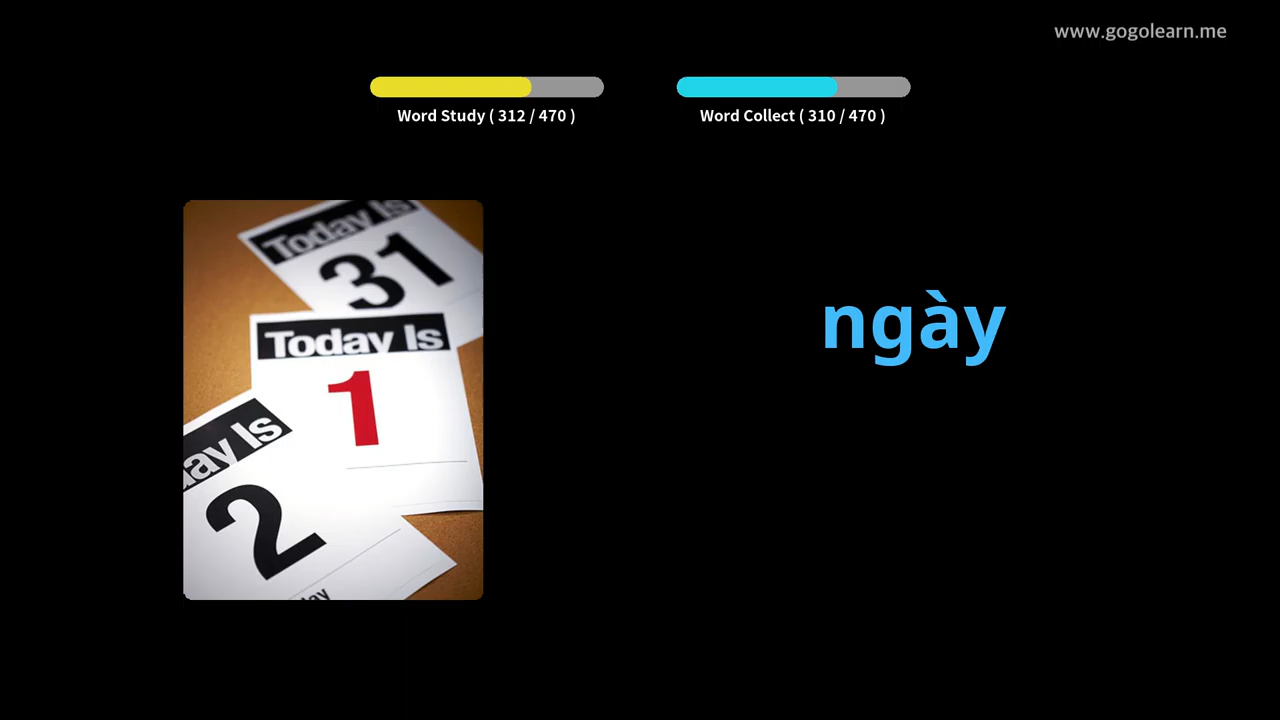 www.gogolearn.me
Word Study ( 312 / 470 )
Word Collect ( 310 / 470 )
Today Is
31
Today Is
1
ay Is
2
ngày